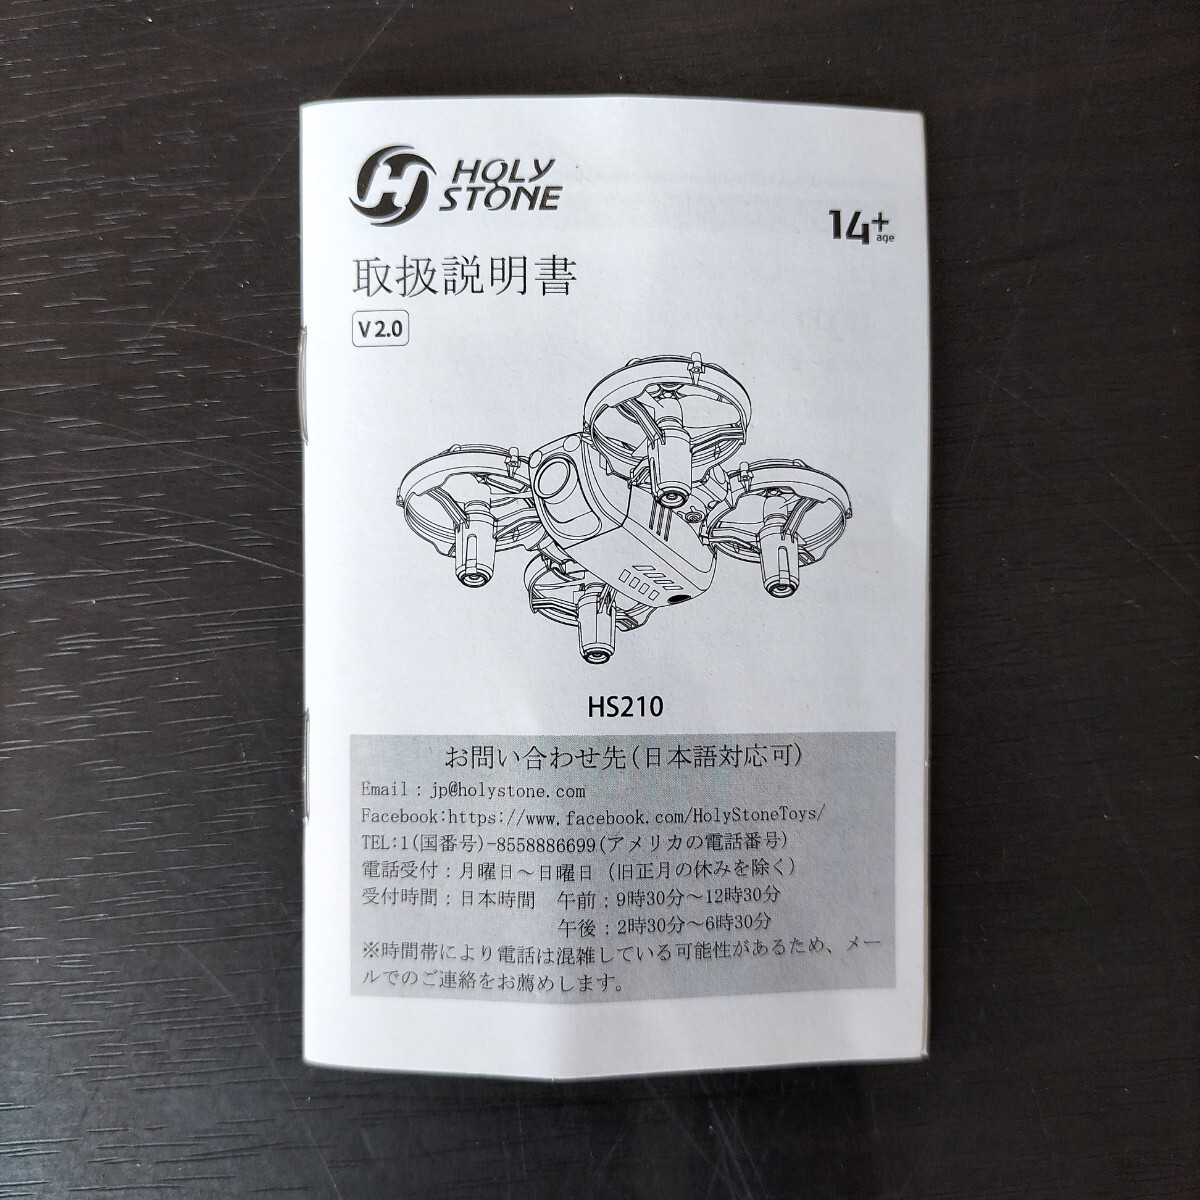 HOLY
STONE
14+
age
取扱説明書
V2.0
HS210
お問い合わせ先(日本語対応可)
Email：jp@holystone.com
Facebook:https://www.facebook.com/HolyStoneToys/
TEL:1(国番号)-8558886699(アメリカの電話番号)
電話受付：月曜日～日曜日（旧正月の休みを除く）
受付時間：日本時間　午前：9時30分～12時30分
午後：2時30分～6時30分
※時間帯により電話は混雑している可能性があるため、メー
ルでのご連絡をお薦めします。